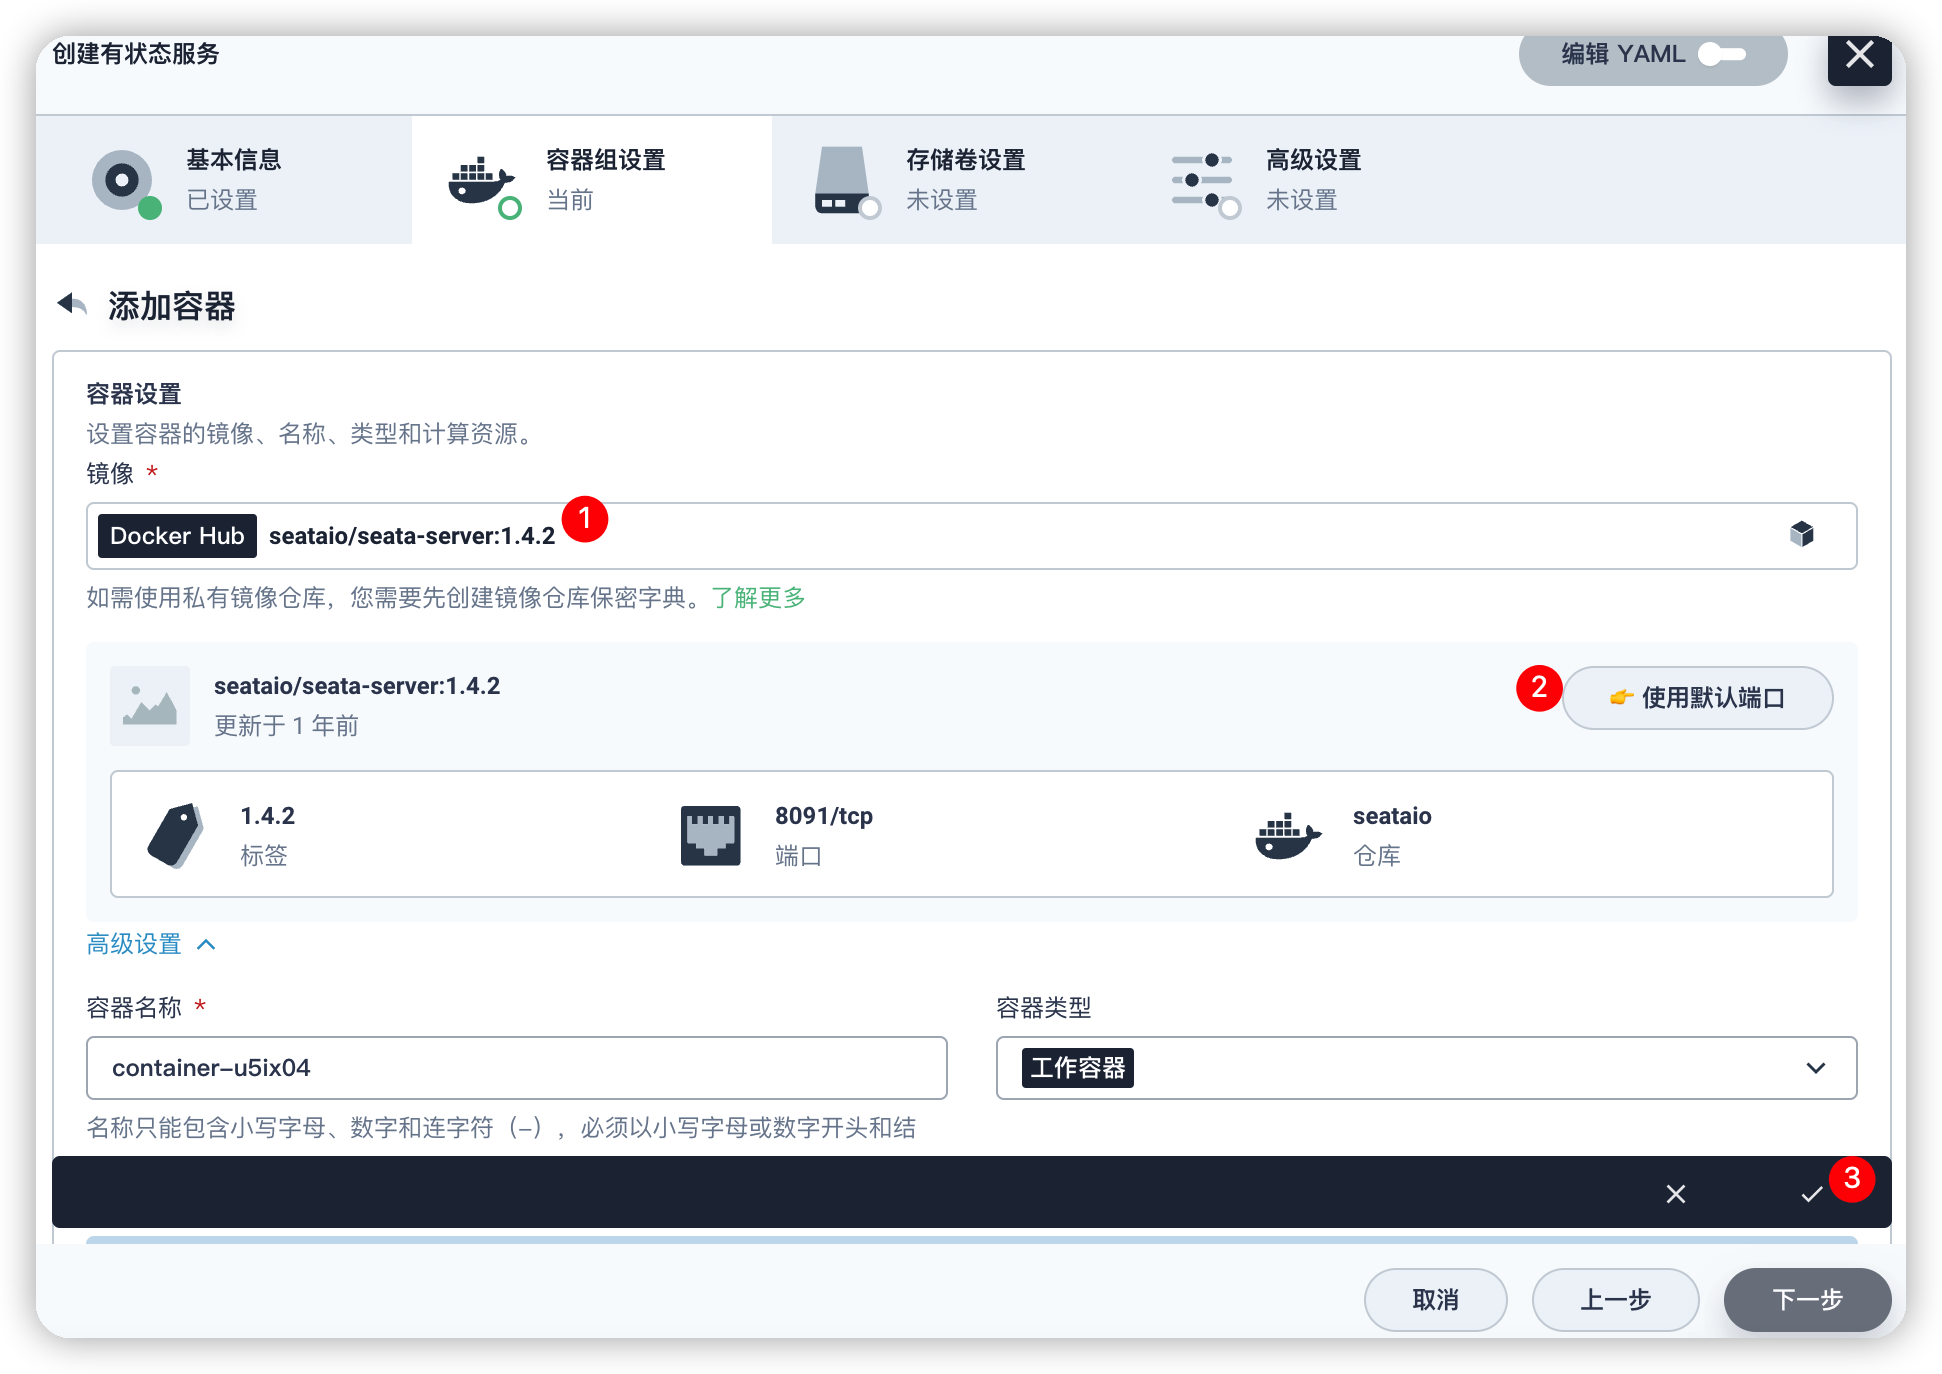 创建有状态服务
编辑 YAML
基本信息
已设置
容器组设置
当前
存储卷设置
未设置
高级设置
未设置
添加容器
容器设置
设置容器的镜像、名称、类型和计算资源。
镜像 *
Docker Hub seataio/seata-server:1.4.2
1
如需使用私有镜像仓库，您需要先创建镜像仓库保密字典。了解更多
seataio/seata-server:1.4.2
更新于 1 年前
2
👉 使用默认端口
1.4.2
标签
8091/tcp
端口
seataio
仓库
高级设置
容器名称 *
container-u5ix04
名称只能包含小写字母、数字和连字符（-），必须以小写字母或数字开头和结
容器类型
工作容器
3
取消
上一步
下一步